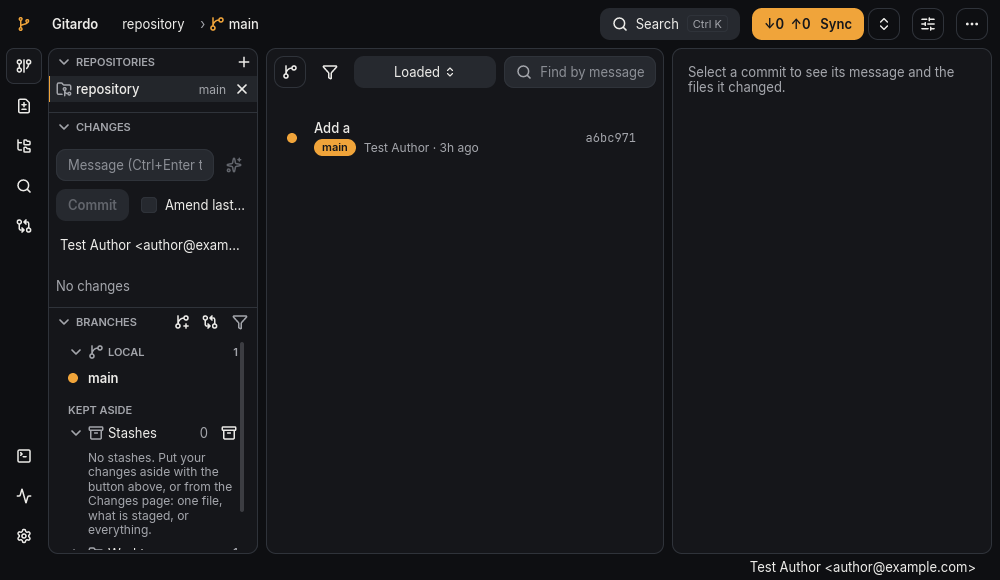 Gitardo
repository
main
Search
Ctrl K
↓0 ↑0 Sync
REPOSITORIES
repository
main
CHANGES
Message (Ctrl+Enter t
Commit
Amend last...
Test Author <author@exam...
No changes
BRANCHES
LOCAL
1
main
KEPT ASIDE
Stashes
0
No stashes. Put your
changes aside with the
button above, or from the
Changes page: one file,
what is staged, or
everything.
Loaded
Find by message
Add a
main
Test Author · 3h ago
a6bc971
Select a commit to see its message and the
files it changed.
Test Author <author@example.com>